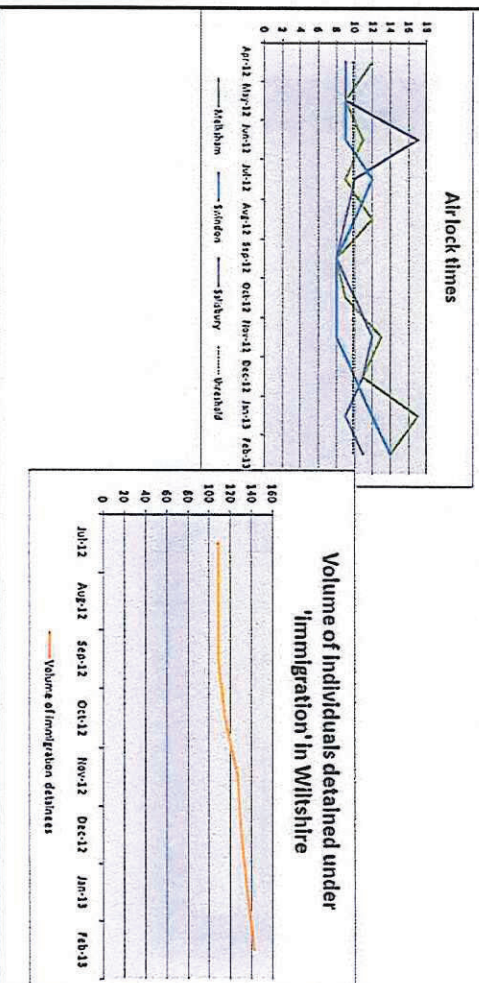 Air lock times
18
16
14
12
10
8
6
4
2
0
Apr-12 May-12 Jun-12 Jul-12 Aug-12 Sep-12 Oct-12 Nov-12 Dec-12 Jan-13 Feb-13
Melksham Swindon Salisbury threshold
Volume of individuals detained under
'immigration' in Wiltshire
160
140
120
100
80
60
40
20
0
Jul-12 Aug-12 Sep-12 Oct-12 Nov-12 Dec-12 Jan-13 Feb-13
Volume of immigration detainees